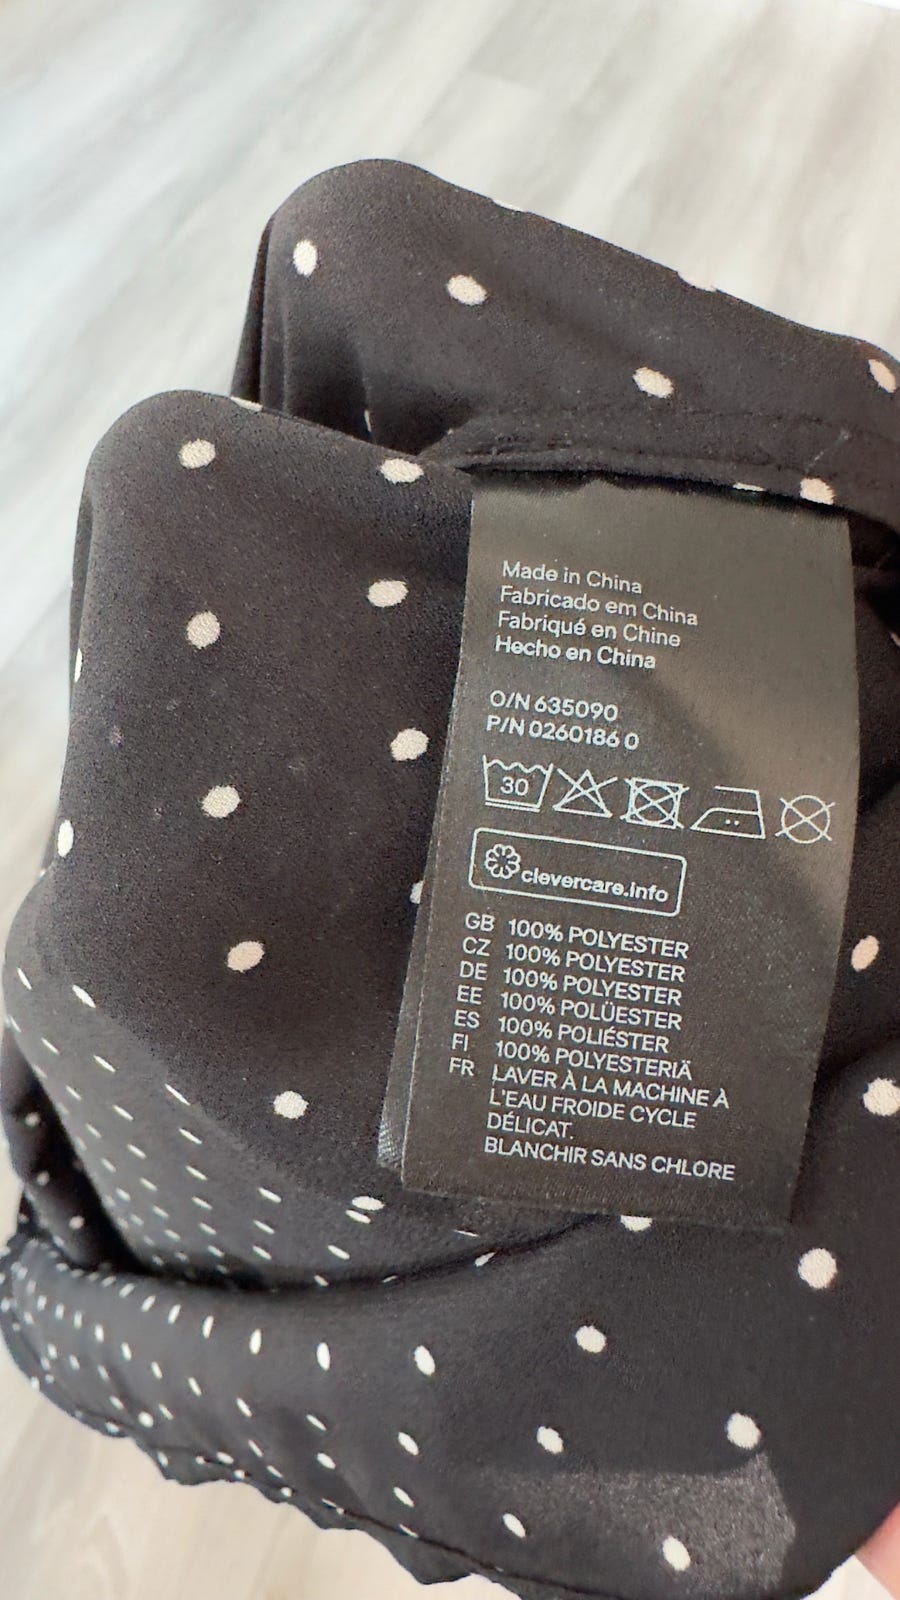 Made in China
Fabricado em China
Fabriqué en Chine
Hecho en China
O/N 635090
P/N 0260186 0
30
clevercare.info
GB 100% POLYESTER
CZ 100% POLYESTER
DE 100% POLYESTER
EE 100% POLÜESTER
ES 100% POLIÉSTER
FI 100% POLYESTERIÄ
FR LAVER À LA MACHINE À
L'EAU FROIDE CYCLE
DÉLICAT.
BLANCHIR SANS CHLORE